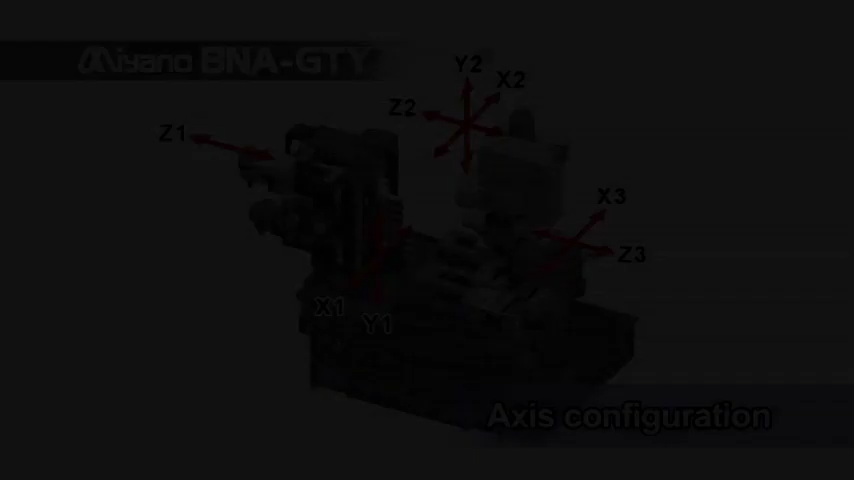 Miyano BNA-GTY
Y2
X2
Z2
Z1
X3
Z3
X1
Y1
Axis configuration